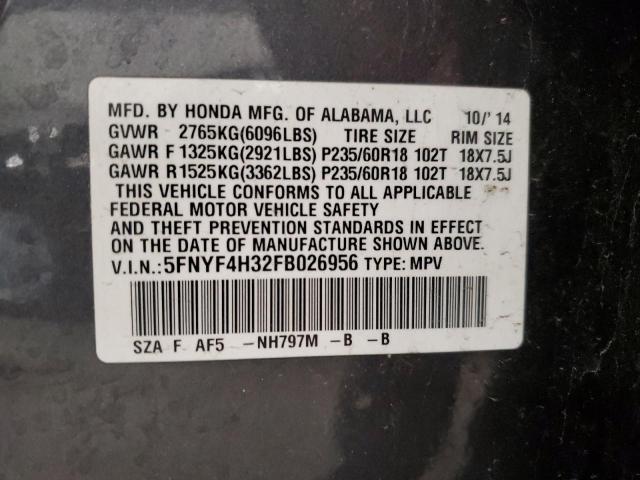 MFD. BY HONDA MFG. OF ALABAMA, LLC 10/'14
GVWR 2765KG(6096LBS) TIRE SIZE RIM SIZE
GAWR F 1325KG(2921LBS) P235/60R18 102T 18X7.5J
GAWR R 1525KG(3362LBS) P235/60R18 102T 18X7.5J
THIS VEHICLE CONFORMS TO ALL APPLICABLE
FEDERAL MOTOR VEHICLE SAFETY
AND THEFT PREVENTION STANDARDS IN EFFECT
ON THE DATE OF MANUFACTURE SHOWN ABOVE.
V.I.N.:5FNYF4H32FB026956 TYPE: MPV
SZA F AF5 -NH797M -B -B